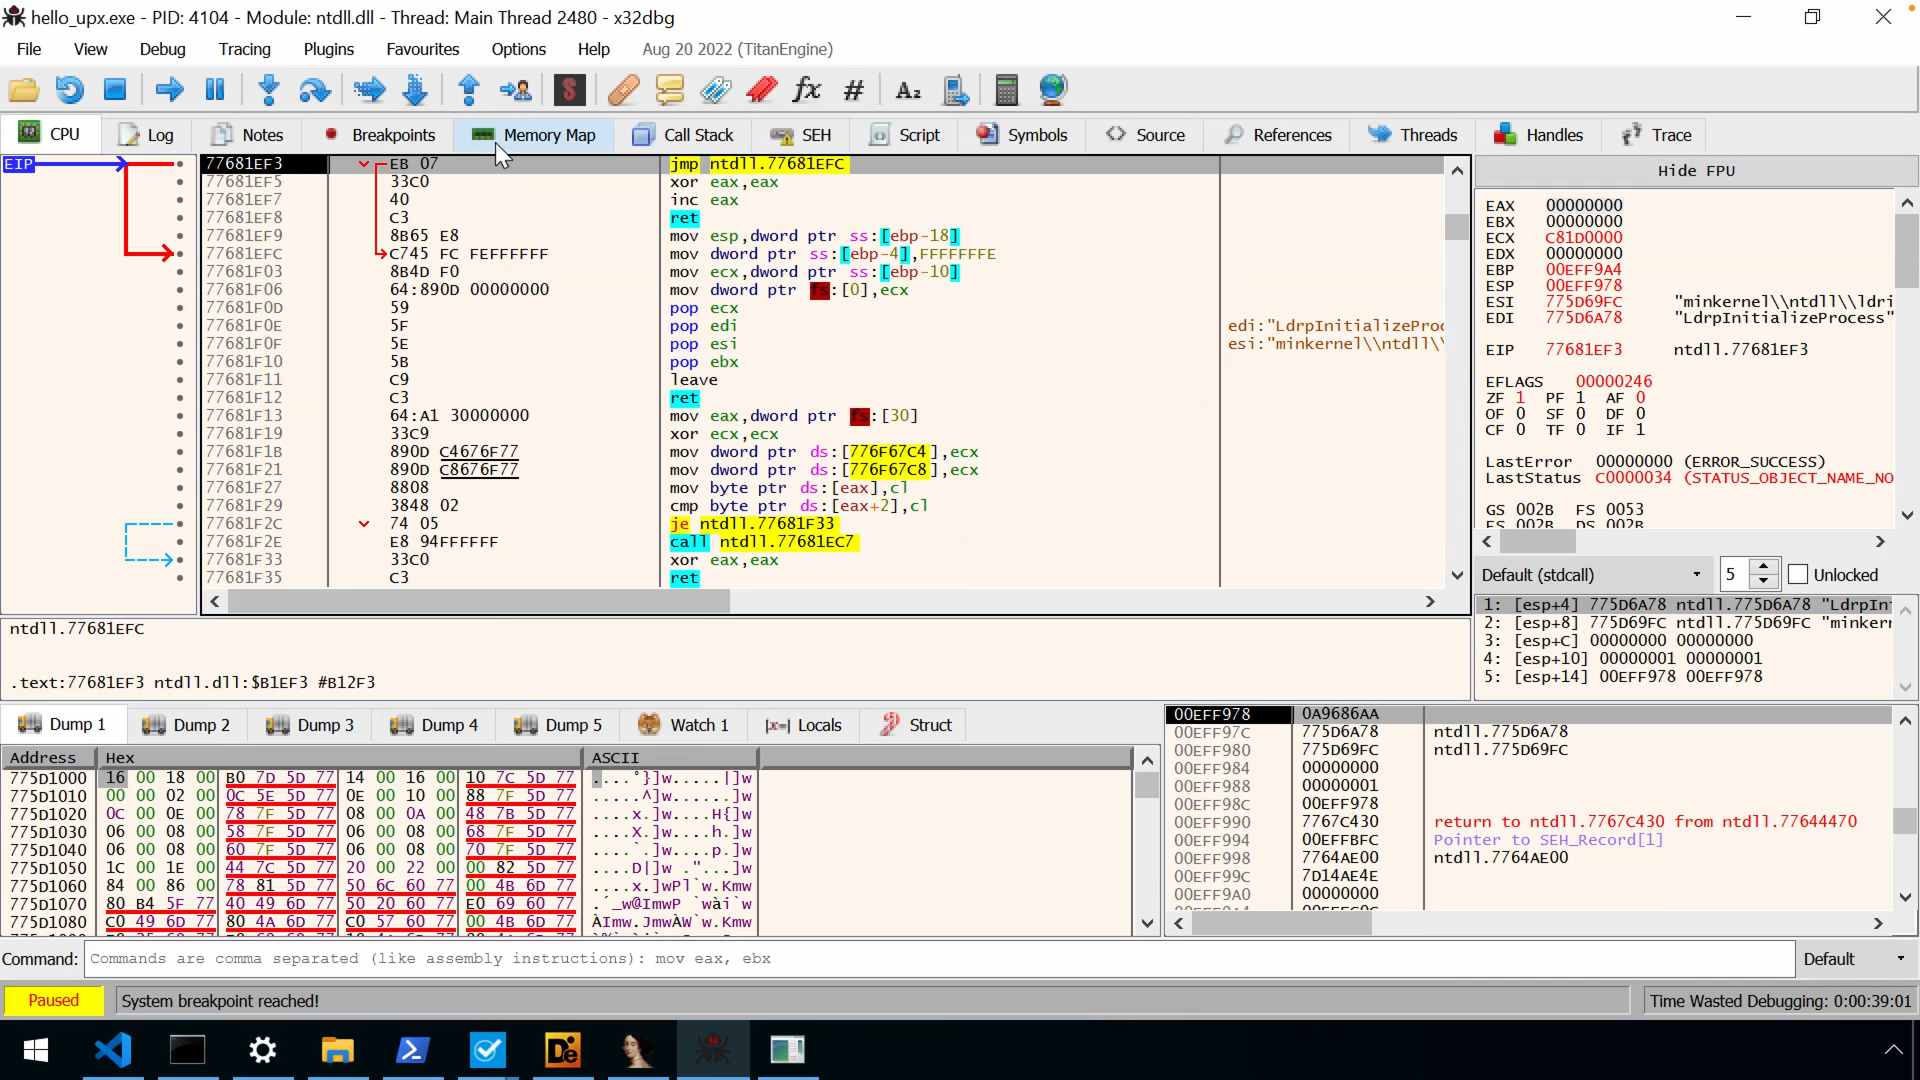 hello_upx.exe - PID: 4104 - Module: ntdll.dll - Thread: Main Thread 2480 - x32dbg
File View Debug Tracing Plugins Favourites Options Help Aug 20 2022 (TitanEngine)
CPU Log Notes Breakpoints Memory Map Call Stack SEH Script Symbols Source References Threads Handles Trace
EIP
77681EF3 EB 07 jmp ntdll.77681EFC
77681EF5 33C0 xor eax,eax
77681EF7 40 inc eax
77681EF8 C3 ret
77681EF9 8B65 E8 mov esp,dword ptr ss:[ebp-18]
77681EFC C745 FC FEFFFFFF mov dword ptr ss:[ebp-4],FFFFFFFE
77681F03 8B4D F0 mov ecx,dword ptr ss:[ebp-10]
77681F06 64:890D 00000000 mov dword ptr fs:[0],ecx
77681F0D 59 pop ecx
77681F0E 5F pop edi edi:"LdrpInitializeProc
77681F0F 5E pop esi esi:"minkernel\\ntdll\\
77681F10 5B pop ebx
77681F11 C9 leave
77681F12 C3 ret
77681F13 64:A1 30000000 mov eax,dword ptr fs:[30]
77681F19 33C9 xor ecx,ecx
77681F1B 890D C4676F77 mov dword ptr ds:[776F67C4],ecx
77681F21 890D C8676F77 mov dword ptr ds:[776F67C8],ecx
77681F27 8808 mov byte ptr ds:[eax],cl
77681F29 3848 02 cmp byte ptr ds:[eax+2],cl
77681F2C 74 05 je ntdll.77681F33
77681F2E E8 94FFFFFF call ntdll.77681EC7
77681F33 33C0 xor eax,eax
77681F35 C3 ret
Hide FPU
EAX 00000000
EBX 00000000
ECX C81D0000
EDX 00000000
EBP 00EFF9A4
ESP 00EFF978
ESI 775D69FC "minkernel\\ntdll\\ldri
EDI 775D6A78 "LdrpInitializeProcess"
EIP 77681EF3 ntdll.77681EF3
EFLAGS 00000246
ZF 1 PF 1 AF 0
OF 0 SF 0 DF 0
CF 0 TF 0 IF 1
LastError 00000000 (ERROR_SUCCESS)
LastStatus C0000034 (STATUS_OBJECT_NAME_NO
GS 002B FS 0053
ES 002B DS 002B
Default (stdcall) 5 Unlocked
1: [esp+4] 775D6A78 ntdll.775D6A78 "LdrpIn
2: [esp+8] 775D69FC ntdll.775D69FC "minker
3: [esp+C] 00000000 00000000
4: [esp+10] 00000001 00000001
5: [esp+14] 00EFF978 00EFF978
ntdll.77681EFC
.text:77681EF3 ntdll.dll:$B1EF3 #B12F3
Dump 1 Dump 2 Dump 3 Dump 4 Dump 5 Watch 1 Locals Struct
Address Hex ASCII
775D1000 16 00 18 00 B0 7D 5D 77 14 00 16 00 10 7C 5D 77 ....°}]w.....|]w
775D1010 00 00 02 00 0C 5E 5D 77 0E 00 10 00 88 7F 5D 77 .....^]w......]w
775D1020 0C 00 0E 00 78 7F 5D 77 08 00 0A 00 48 7B 5D 77 ....x.]w....H{]w
775D1030 06 00 08 00 58 7F 5D 77 06 00 08 00 68 7F 5D 77 ....X.]w....h.]w
775D1040 06 00 08 00 60 7F 5D 77 06 00 08 00 70 7F 5D 77 ....`.]w....p.]w
775D1050 1C 00 1E 00 44 7C 5D 77 20 00 22 00 00 82 5D 77 ....D|]w ."...]w
775D1060 84 00 86 00 78 81 5D 77 50 6C 60 77 00 4B 6D 77 ....x.]wPl`w.Kmw
775D1070 80 B4 5F 77 40 49 6D 77 50 20 60 77 E0 69 60 77 .´_w@ImwP `wài`w
775D1080 C0 49 6D 77 80 4A 6D 77 C0 57 60 77 00 4B 6D 77 ÀImw.JmwÀW`w.Kmw
00EFF978 0A9686AA
00EFF97C 775D6A78 ntdll.775D6A78
00EFF980 775D69FC ntdll.775D69FC
00EFF984 00000000
00EFF988 00000001
00EFF98C 00EFF978
00EFF990 7767C430 return to ntdll.7767C430 from ntdll.77644470
00EFF994 00EFFBFC Pointer to SEH_Record[1]
00EFF998 7764AE00 ntdll.7764AE00
00EFF99C 7D14AE4E
00EFF9A0 00000000
Command: Commands are comma separated (like assembly instructions): mov eax, ebx Default
Paused System breakpoint reached! Time Wasted Debugging: 0:00:39:01